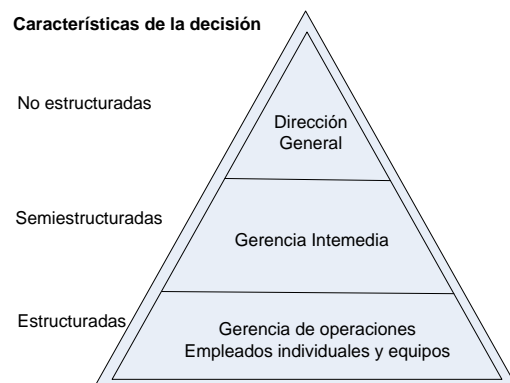 Características de la decisión
No estructuradas
Dirección
General
Semiestructuradas
Gerencia Intemedia
Estructuradas
Gerencia de operaciones
Empleados individuales y equipos